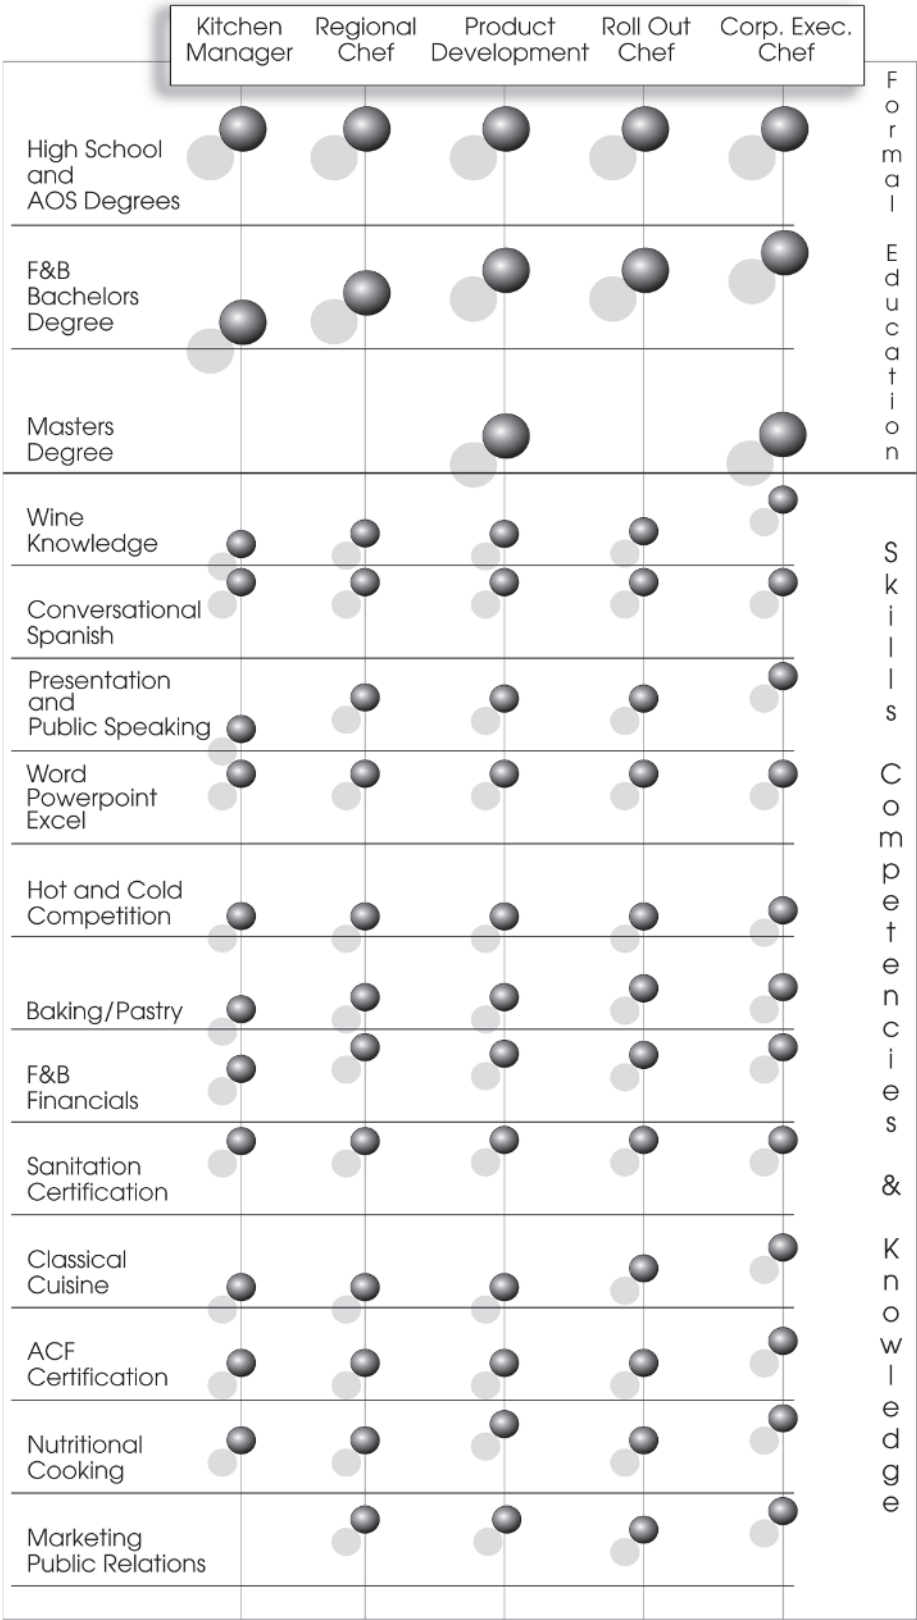 Kitchen
Manager
Regional
Chef
Product
Development
Roll Out
Chef
Corp. Exec.
Chef
High School
and
AOS Degrees
F&B
Bachelors
Degree
Masters
Degree
Formal Education
Wine
Knowledge
Conversational
Spanish
Presentation
and
Public Speaking
Word
Powerpoint
Excel
Hot and Cold
Competition
Baking/Pastry
F&B
Financials
Sanitation
Certification
Classical
Cuisine
ACF
Certification
Nutritional
Cooking
Marketing
Public Relations
Skills Competencies & Knowledge